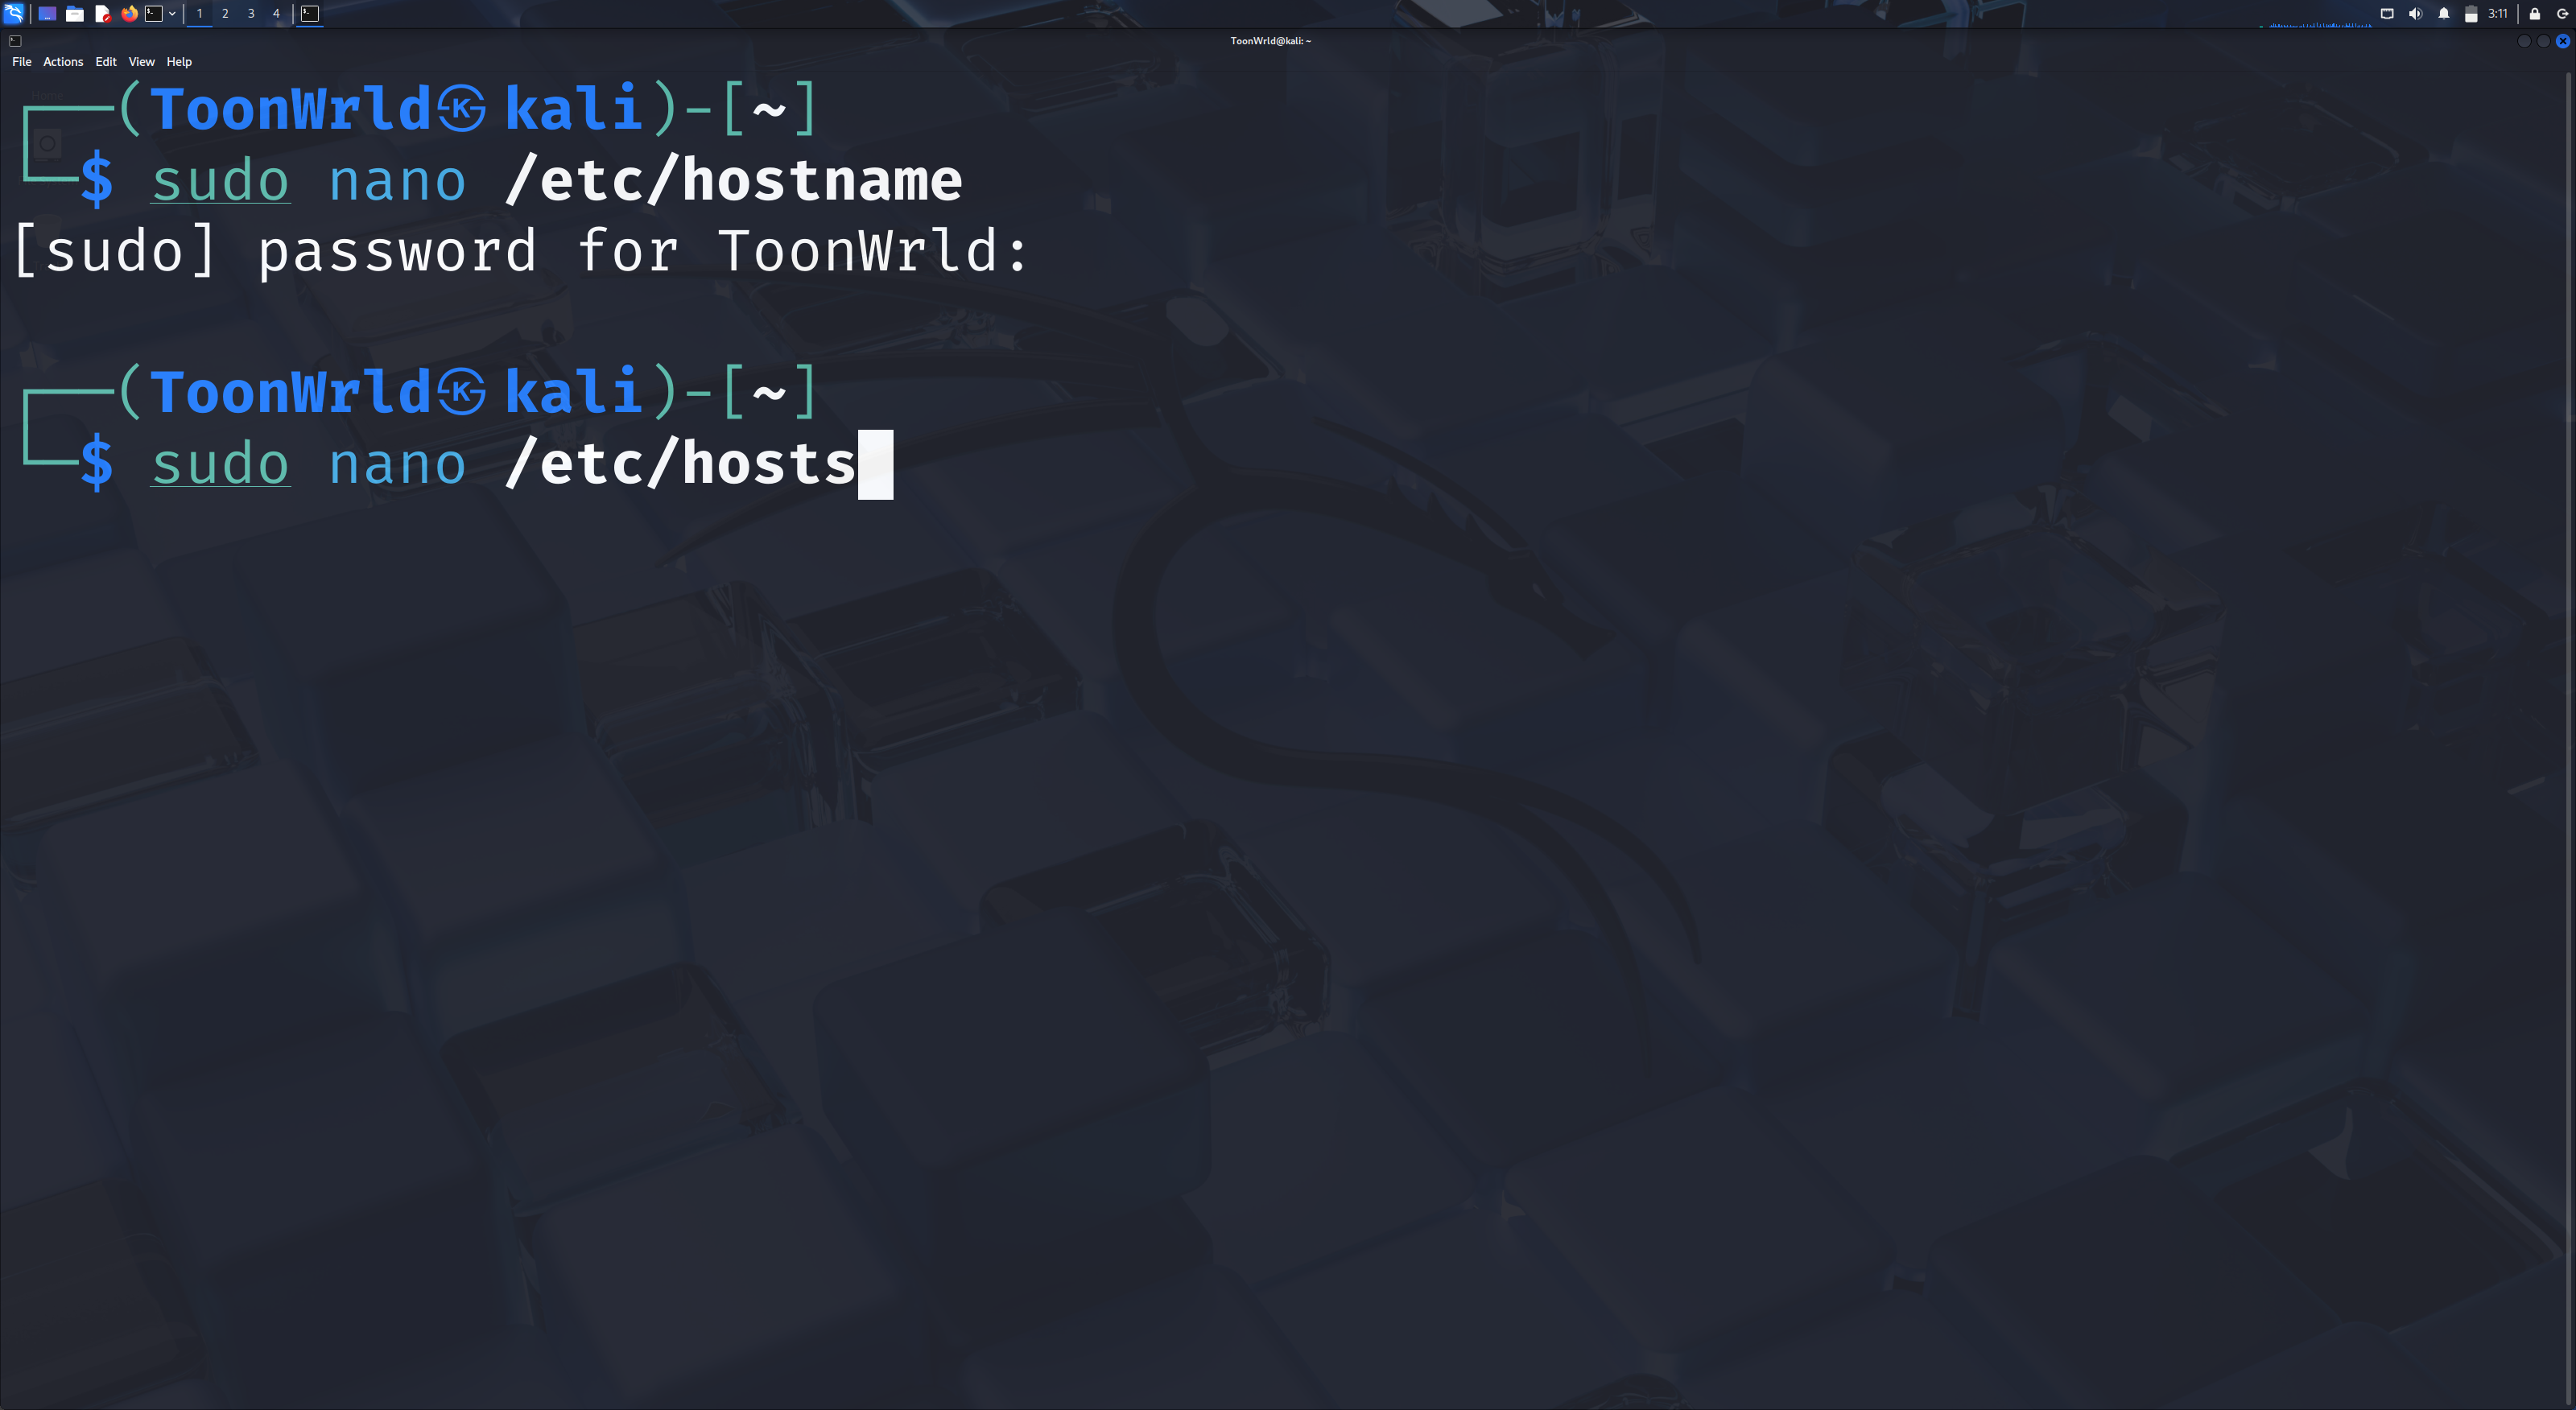 1 2 3 4 3:11
ToonWrld@kali: ~
File Actions Edit View Help
┌──(ToonWrld㉿kali)-[~]
└─$ sudo nano /etc/hostname
[sudo] password for ToonWrld:
┌──(ToonWrld㉿kali)-[~]
└─$ sudo nano /etc/hosts